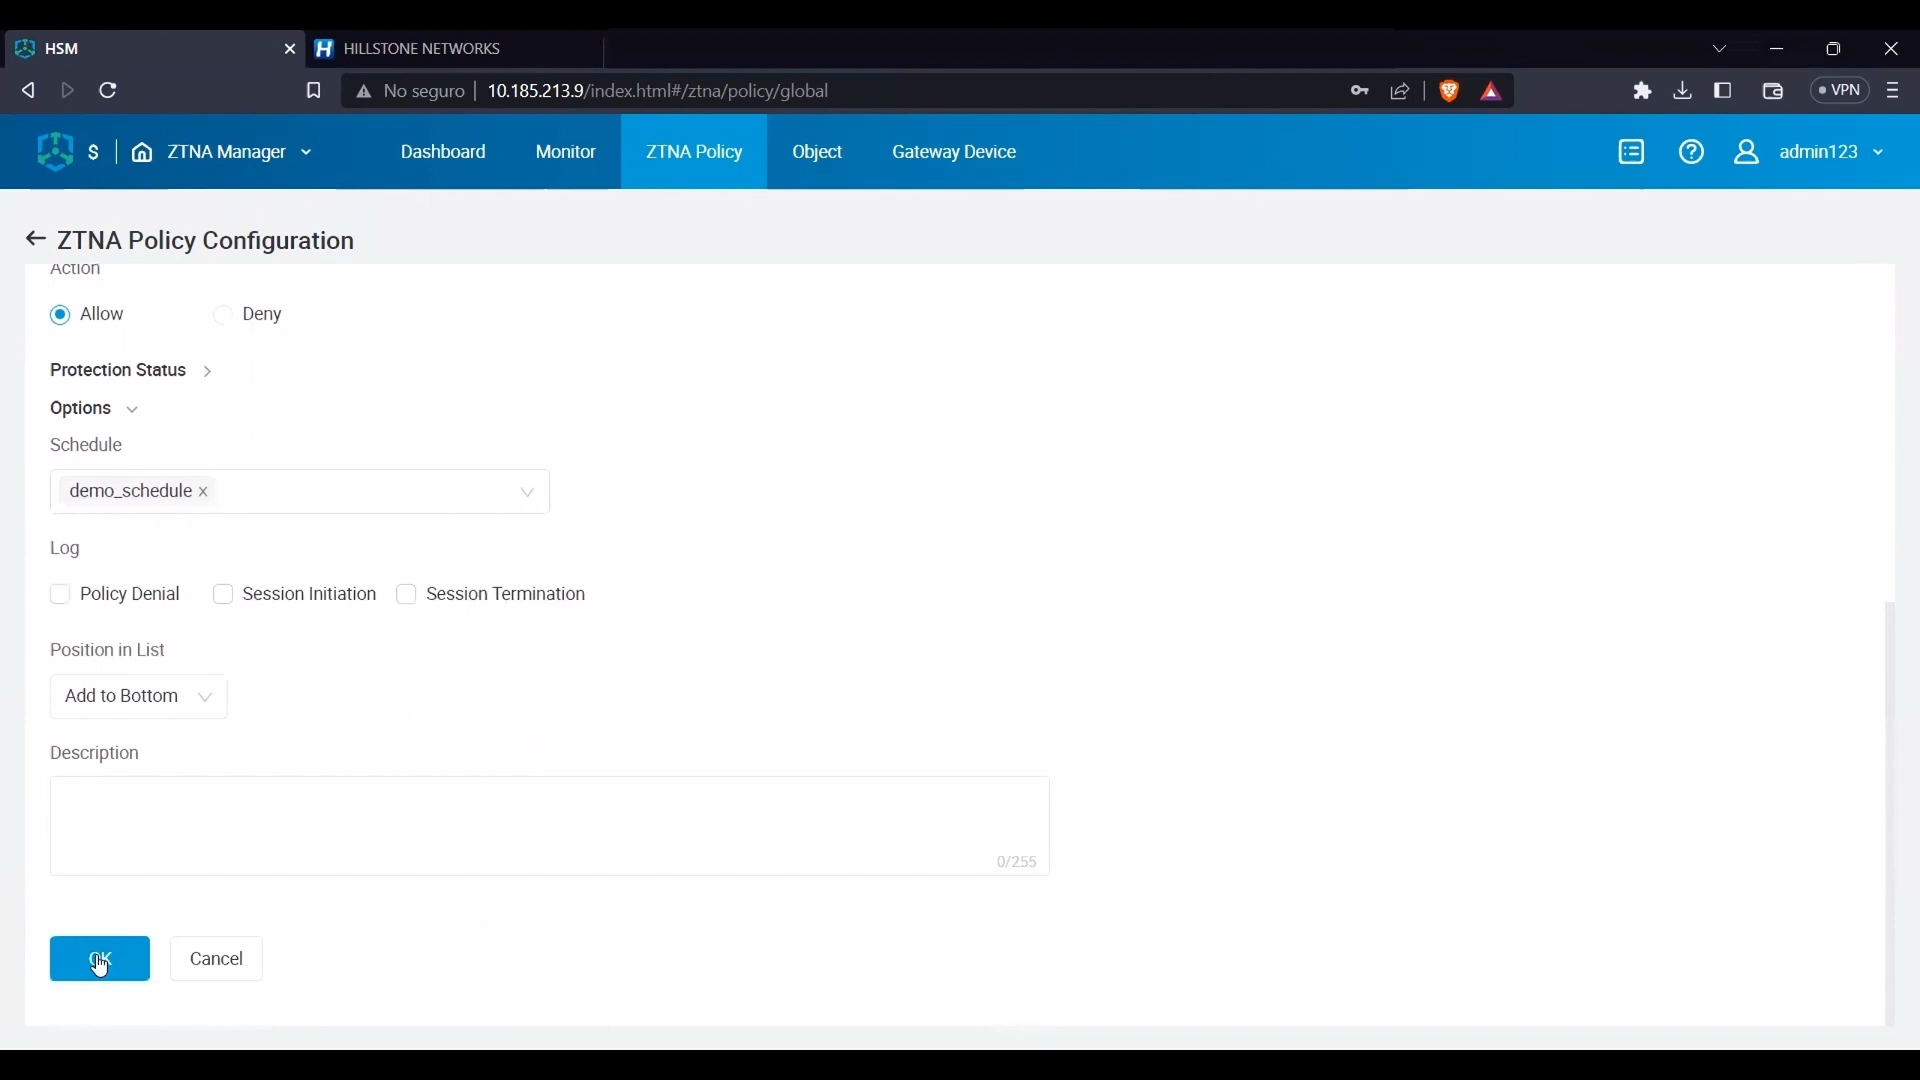 HSM
HILLSTONE NETWORKS
No seguro 10.185.213.9/index.html#/ztna/policy/global
VPN
$ ZTNA Manager Dashboard Monitor ZTNA Policy Object Gateway Device admin123
ZTNA Policy Configuration
Action
Allow Deny
Protection Status
Options
Schedule
demo_schedule
Log
Policy Denial Session Initiation Session Termination
Position in List
Add to Bottom
Description
0/255
OK Cancel